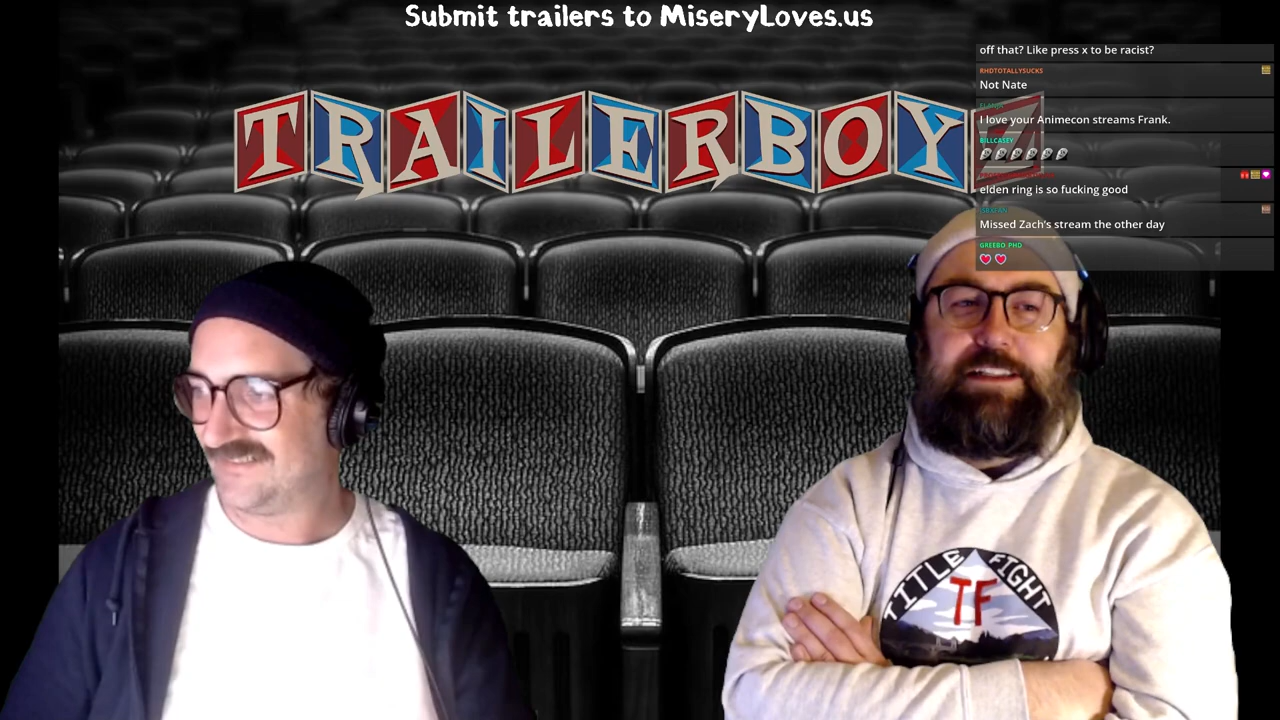 Submit trailers to MiseryLoves.us
TRAILERBOYZ
off that? Like press x to be racist?
RHDTOTALLYSUCKS
Not Nate
I love your Animecon streams Frank.
BILLCASEY
elden ring is so fucking good
Missed Zach's stream the other day
GREEBO PHD
TITLE FIGHT
TF